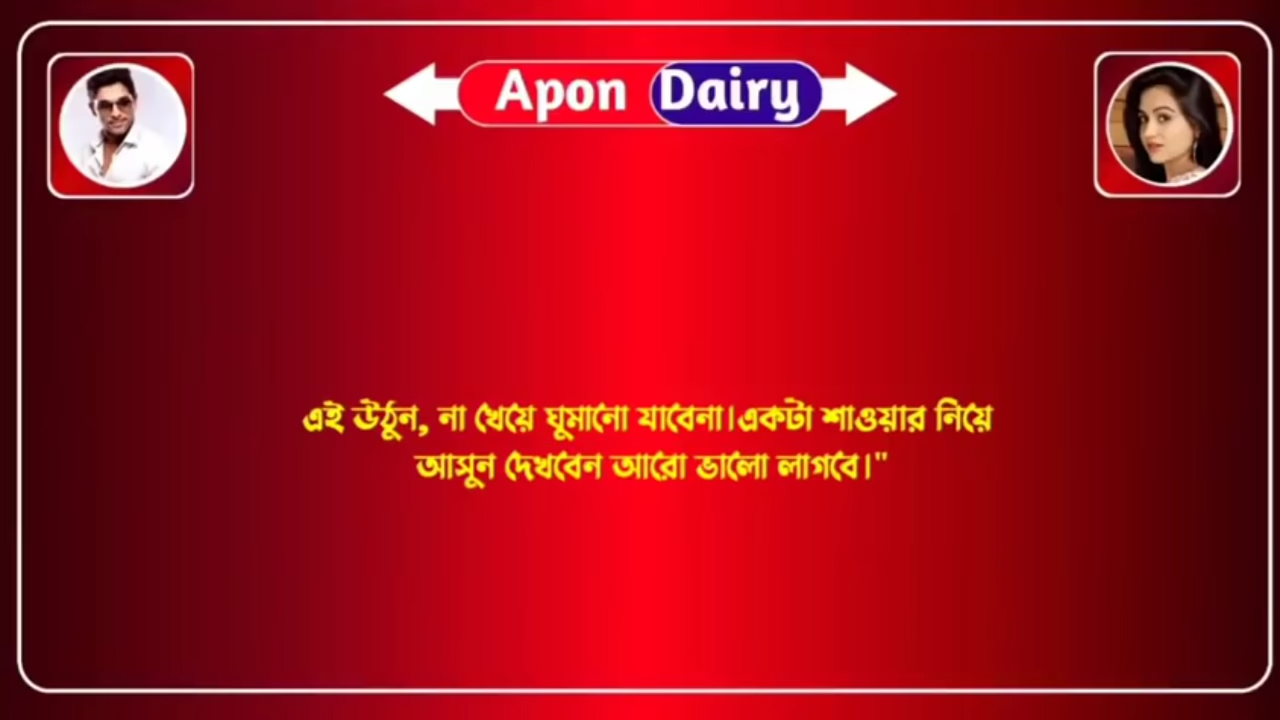 Apon Dairy
এই উঠুন, না খেয়ে ঘুমানো যাবেনা।একটা শাওয়ার নিয়ে
আসুন দেখবেন আরো ভালো লাগবে।"